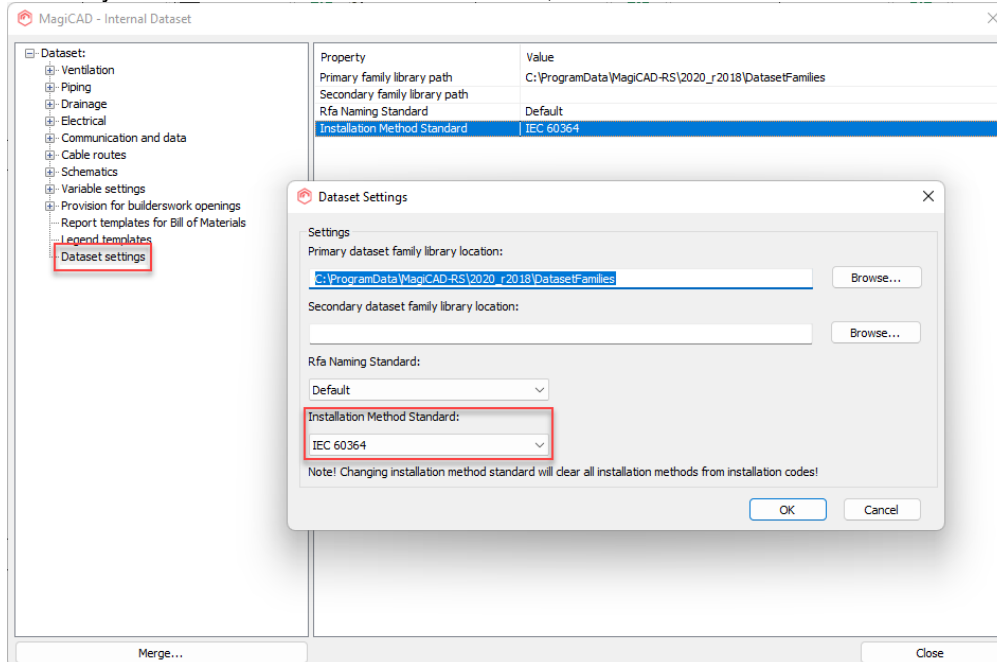 MagiCAD - Internal Dataset
Dataset:
Ventilation
Piping
Drainage
Electrical
Communication and data
Cable routes
Schematics
Variable settings
Provision for builderswork openings
Report templates for Bill of Materials
Legend templates
Dataset settings
Property Value
Primary family library path C:\ProgramData\MagiCAD-RS\2020_r2018\DatasetFamilies
Secondary family library path
Rfa Naming Standard Default
Installation Method Standard IEC 60364
Dataset Settings
Settings
Primary dataset family library location:
C:\ProgramData\MagiCAD-RS\2020_r2018\DatasetFamilies Browse...
Secondary dataset family library location:
Browse...
Rfa Naming Standard:
Default
Installation Method Standard:
IEC 60364
Note! Changing installation method standard will clear all installation methods from installation codes!
OK Cancel
Merge... Close